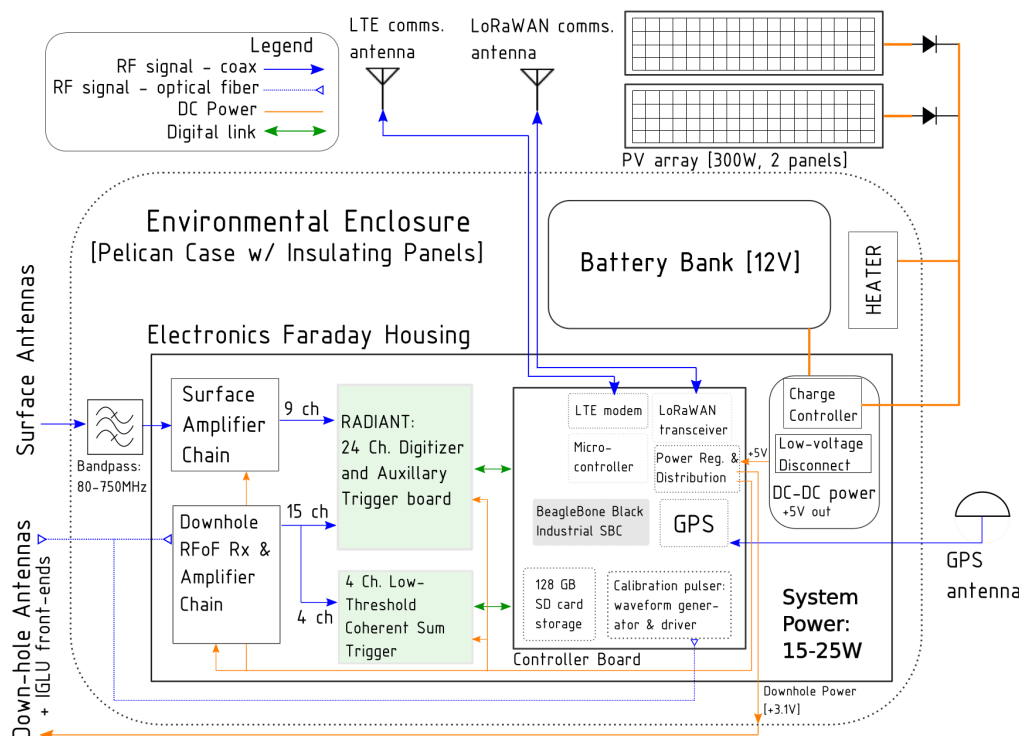 Legend
RF signal - coax
RF signal - optical fiber
DC Power
Digital link
LTE comms.
antenna
LoRaWAN comms.
antenna
PV array [300W, 2 panels]
Environmental Enclosure
[Pelican Case w/ Insulating Panels]
Battery Bank [12V]
HEATER
Electronics Faraday Housing
Surface Antennas
Bandpass:
80-750MHz
Surface
Amplifier
Chain
9 ch
RADIANT:
24 Ch. Digitizer
and Auxillary
Trigger board
LTE modem
LoRaWAN
transceiver
Micro-
controller
Power Reg. &
Distribution
+5V
Charge
Controller
Low-voltage
Disconnect
DC-DC power
+5V out
Down-hole Antennas
+ IGLU front-ends
Downhole
RFoF Rx &
Amplifier
Chain
15 ch
4 ch
4 Ch. Low-
Threshold
Coherent Sum
Trigger
BeagleBone Black
Industrial SBC
GPS
128 GB
SD card
storage
Calibration pulser:
waveform gener-
ator & driver
Controller Board
GPS
antenna
System
Power:
15-25W
Downhole Power
[+3.1V]